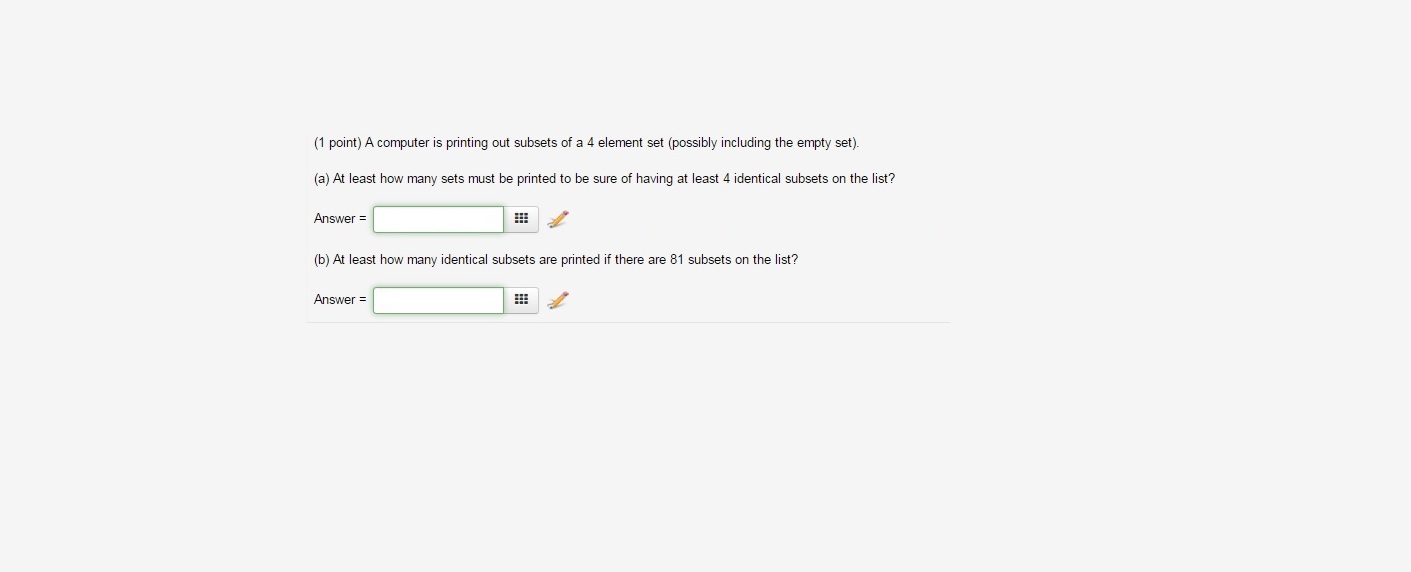 (1 point) A computer is printing out subsets of a 4 element set (possibly including the empty set).
(a) At least how many sets must be printed to be sure of having at least 4 identical subsets on the list?
Answer =
(b) At least how many identical subsets are printed if there are 81 subsets on the list?
Answer =